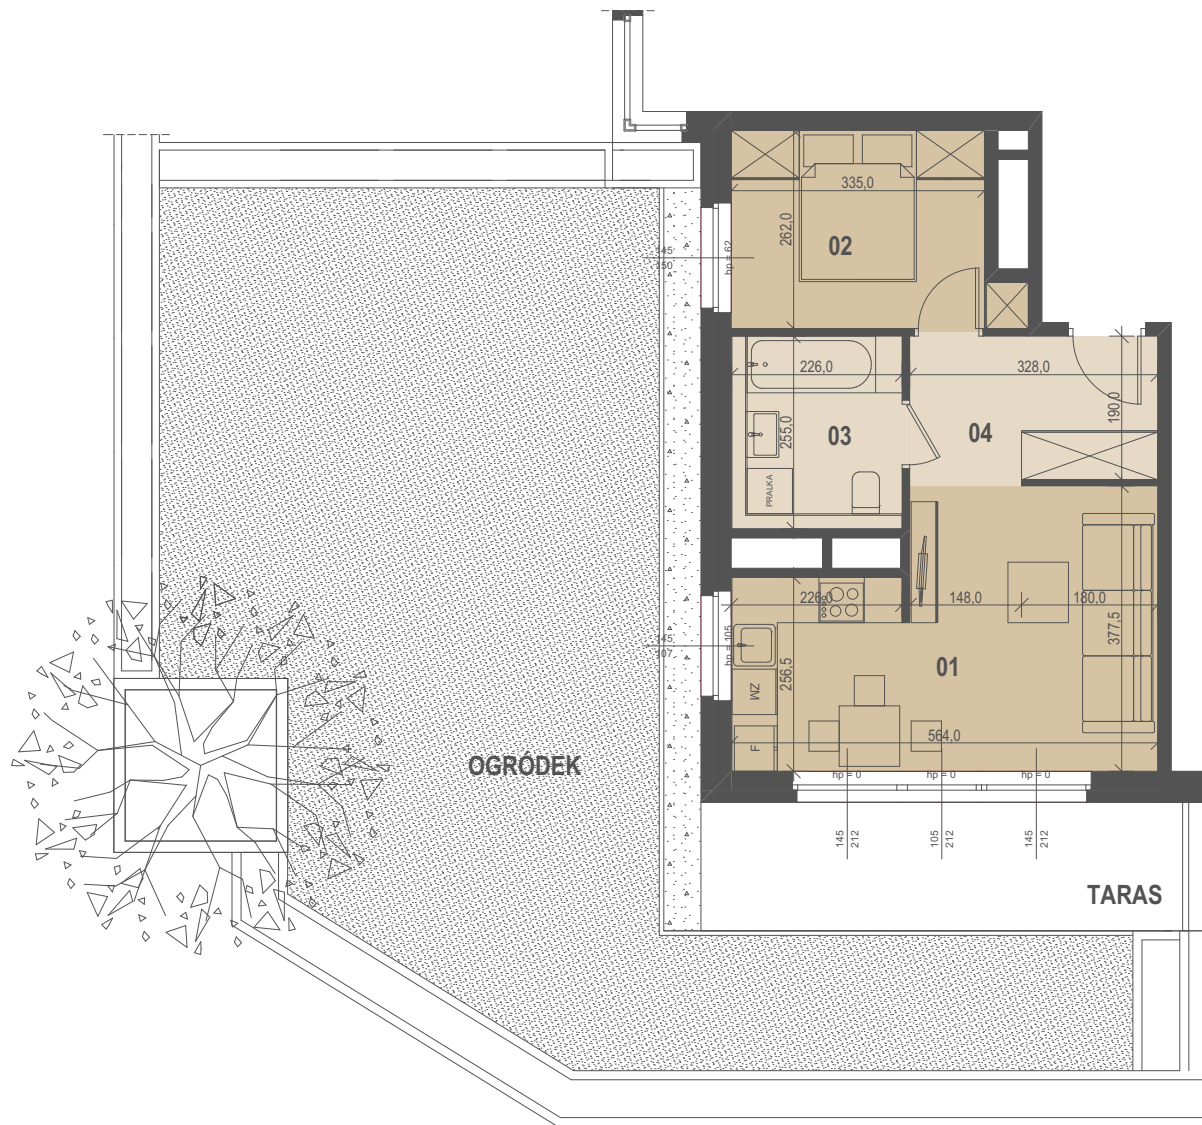 335,0
262,0
02
145
150
hp = 62
226,0
328,0
255,0
03
04
190,0
PRALKA
226,0
148,0
180,0
145
107
hp = 105
256,5
377,5
ZM
01
F
564,0
OGRÓDEK
hp = 0
hp = 0
hp = 0
145
212
105
212
145
212
TARAS